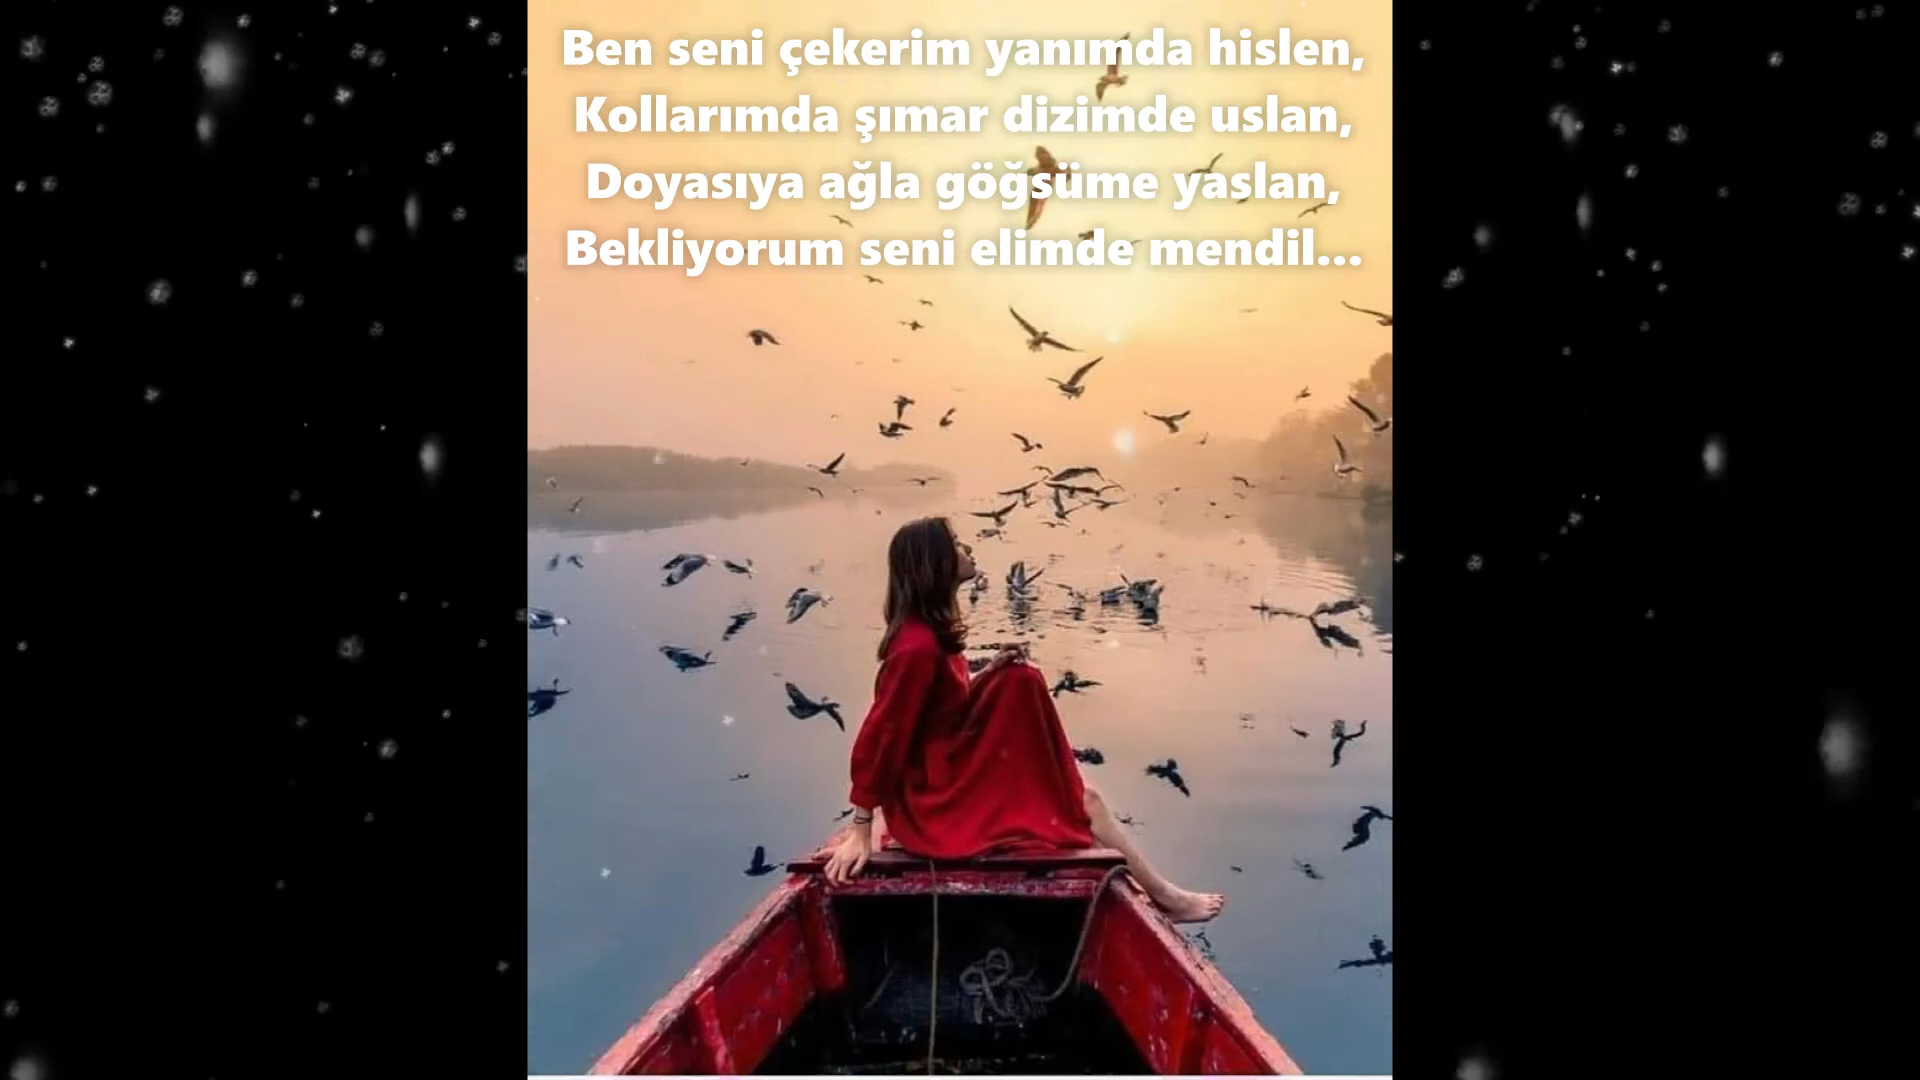 Ben seni çekerim yanımda hislen,
Kollarımda şımar dizimde uslan,
Doyasıya ağla göğsüme yaslan,
Bekliyorum seni elimde mendil...